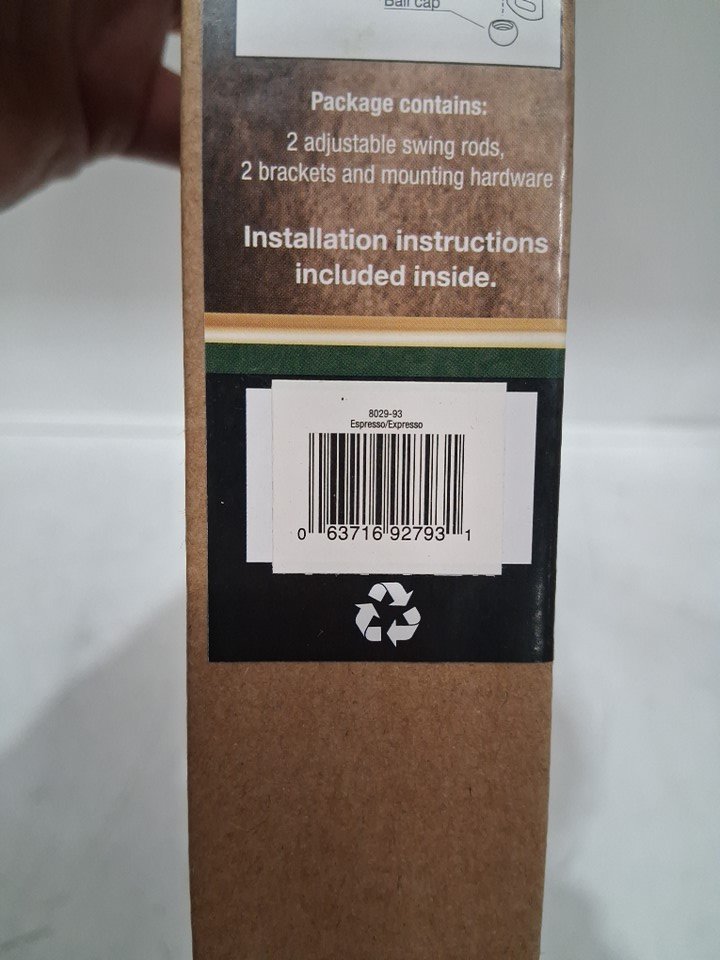 Ball cap
Package contains:
2 adjustable swing rods,
2 brackets and mounting hardware
Installation instructions
included inside.
8029-93
Espresso/Expresso
0 63716 92793 1